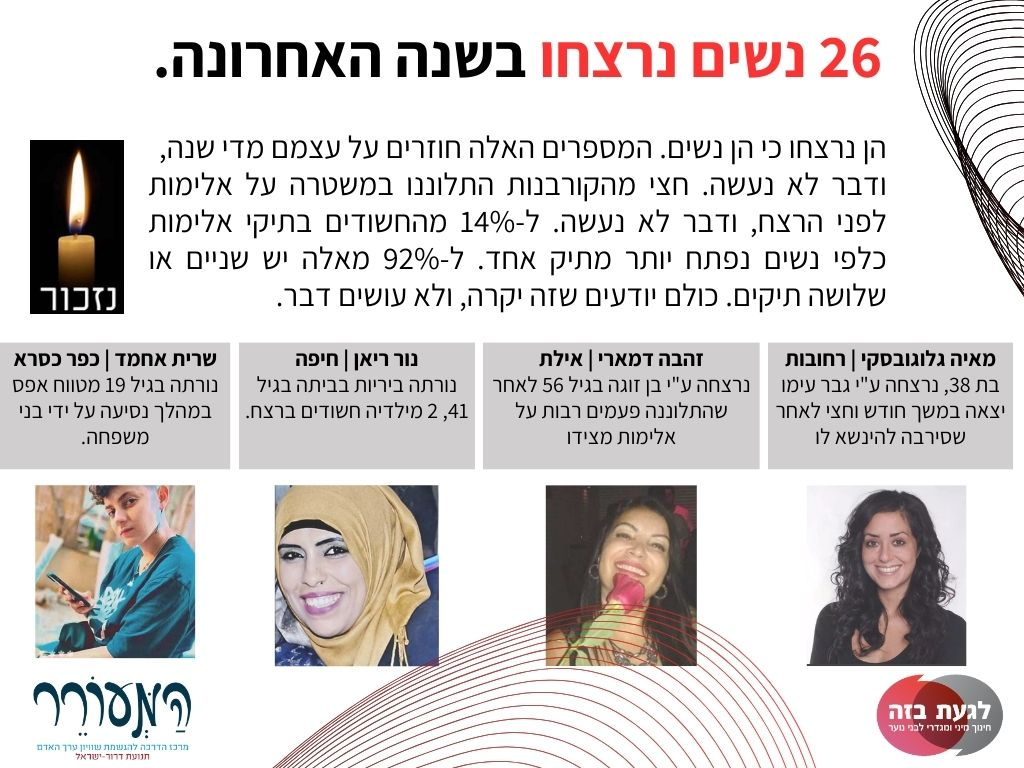 26 נשים נרצחו בשנה האחרונה.
הן נרצחו כי הן נשים. המספרים האלה חוזרים על עצמם מדי שנה,
ודבר לא נעשה. חצי מהקורבנות התלוננו במשטרה על אלימות
לפני הרצח, ודבר לא נעשה. ל-14% מהחשודים בתיקי אלימות
כלפי נשים נפתח יותר מתיק אחד. ל-92% מאלה יש שניים או
שלושה תיקים. כולם יודעים שזה יקרה, ולא עושים דבר.
נזכור
מאיה גלוגובסקי | רחובות
בת 38, נרצחה ע"י גבר עימו
יצאה במשך חודש וחצי לאחר
שסירבה להינשא לו
זהבה דמארי | אילת
נרצחה ע"י בן זוגה בגיל 56 לאחר
שהתלוננה פעמים רבות על
אלימות מצידו
נור ריאן | חיפה
נורתה ביריות בביתה בגיל
41, 2 מילדיה חשודים ברצח.
שרית אחמד | כפר כסרא
נורתה בגיל 19 מטווח אפס
במהלך נסיעה על ידי בני
משפחה.
לגעת בזה
חינוך מיני ומגדרי לבני נוער
הַמְּעוֹרֵר
מרכז הדרכה להגשמת שוויון ערך האדם
תנועת דרור-ישראל